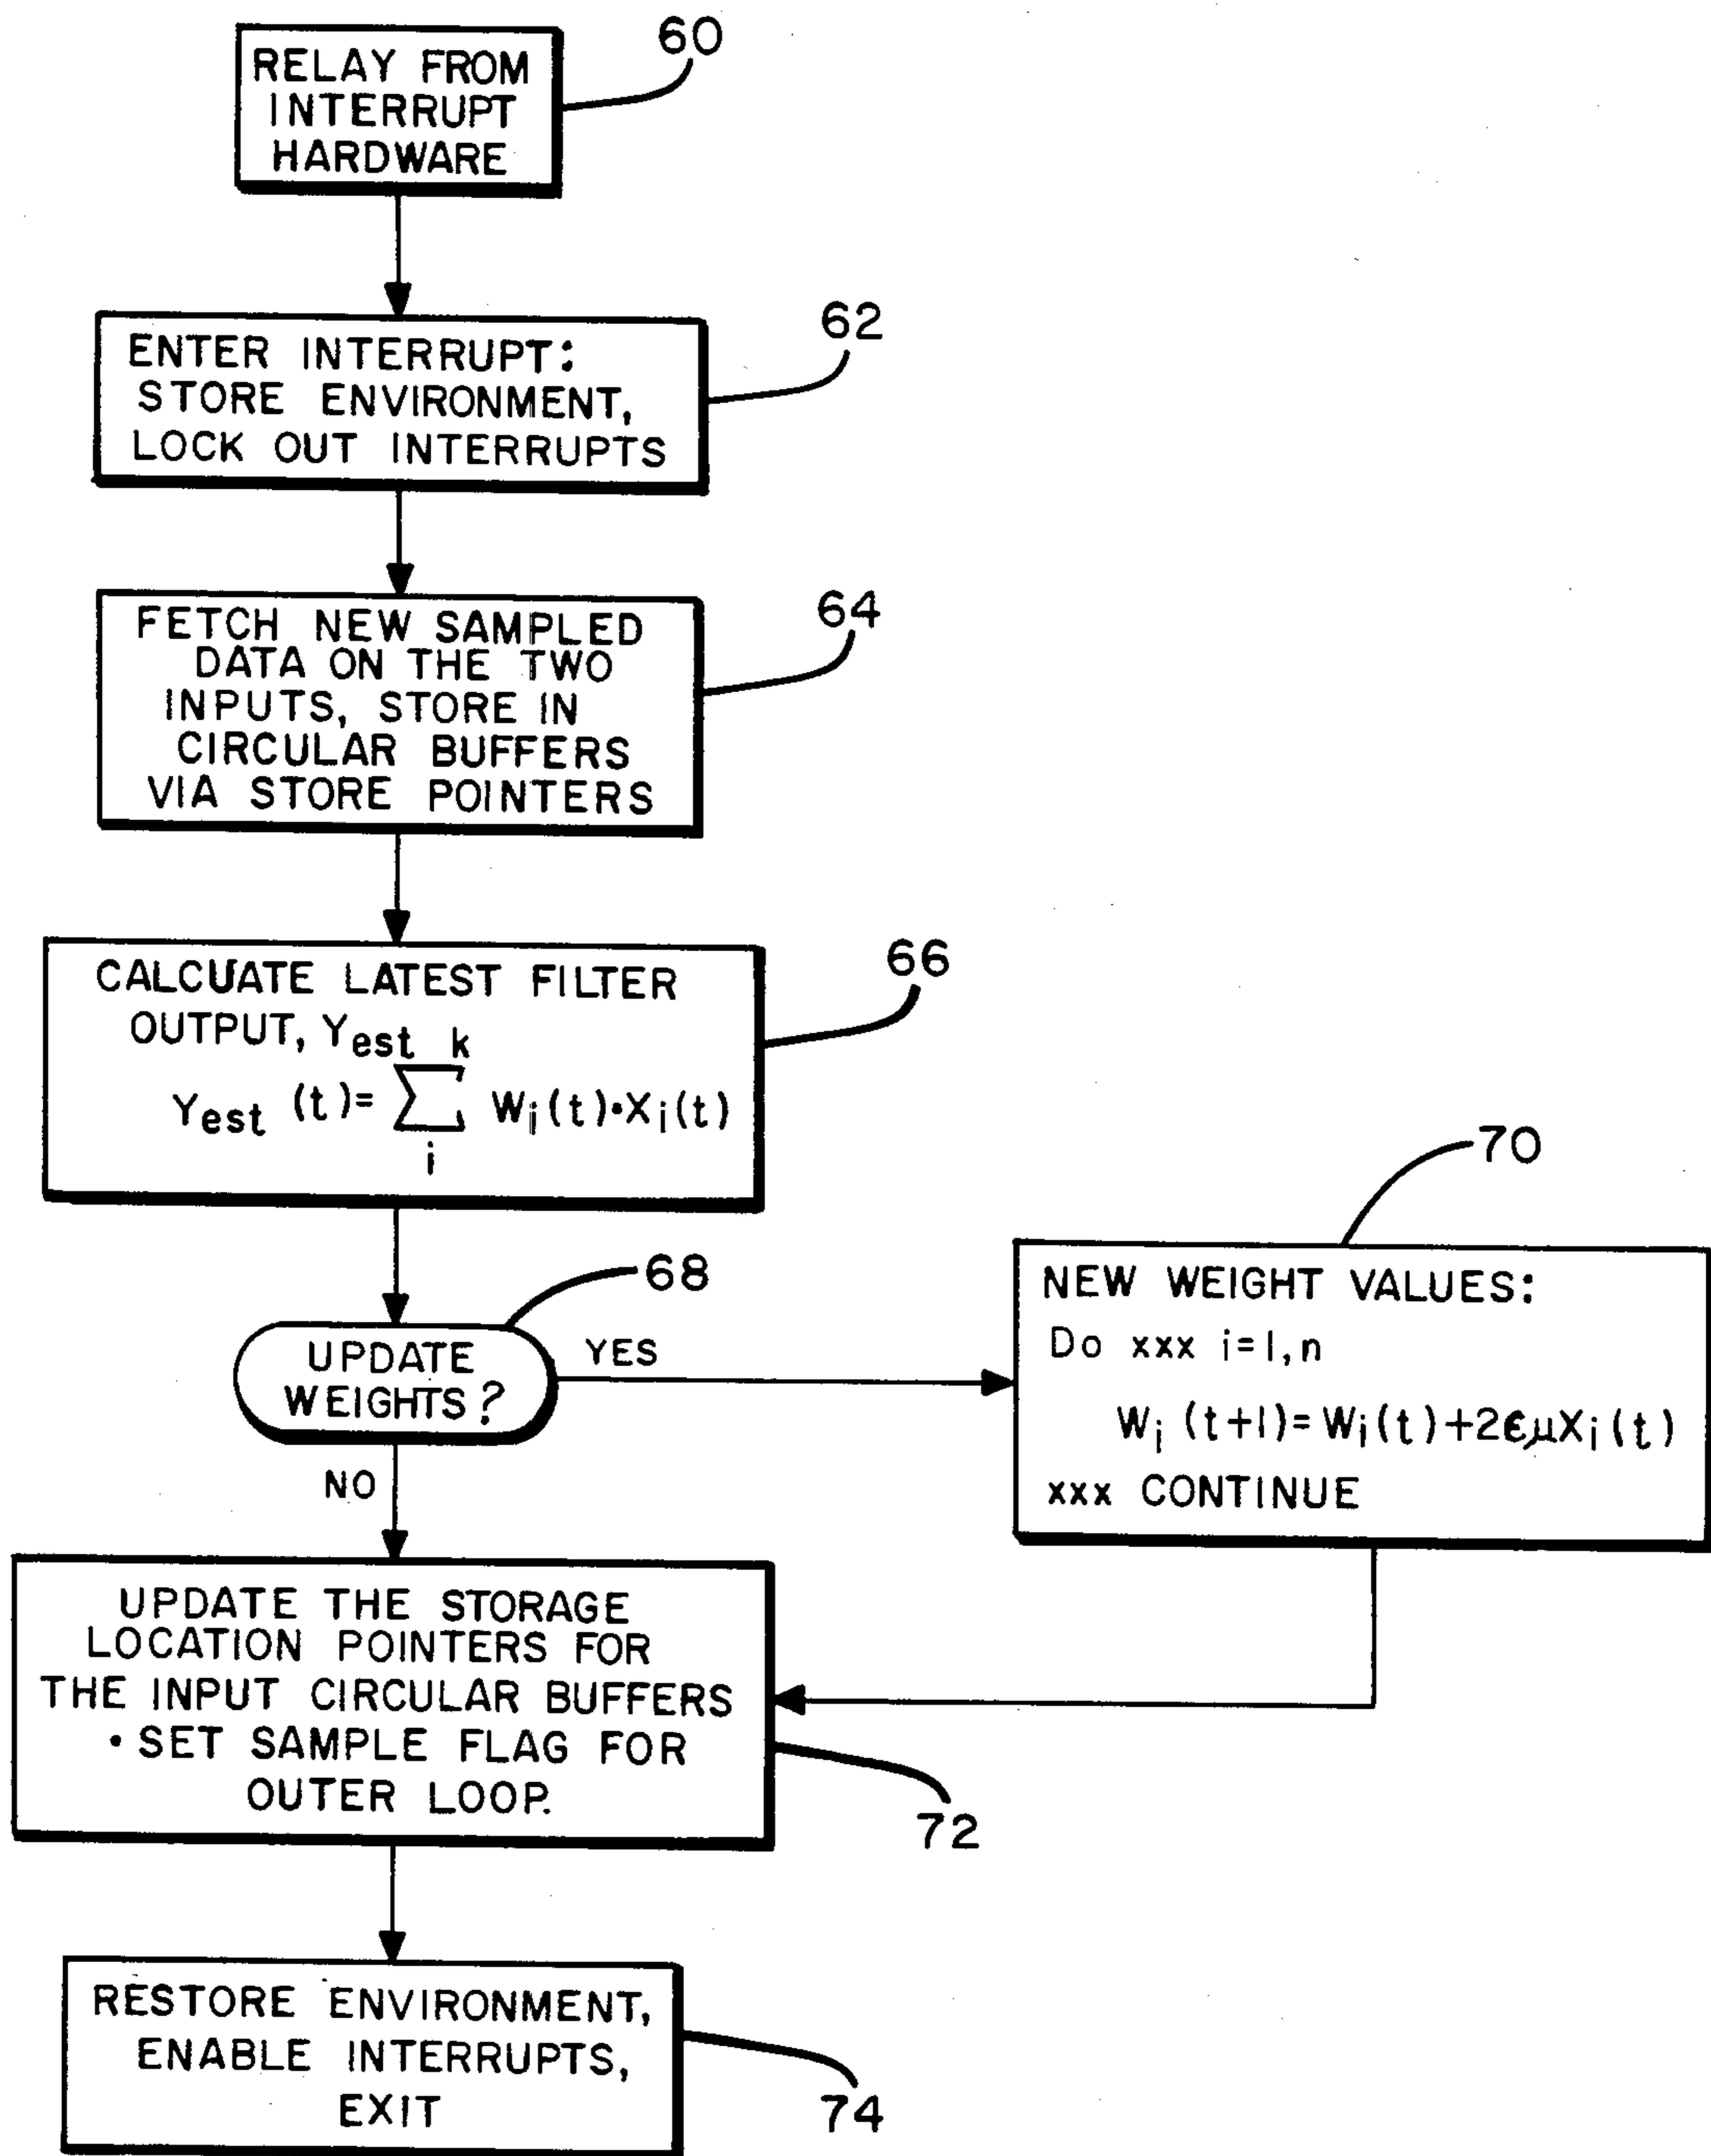 60
RELAY FROM
INTERRUPT
HARDWARE
62
ENTER INTERRUPT:
STORE ENVIRONMENT,
LOCK OUT INTERRUPTS
64
FETCH NEW SAMPLED
DATA ON THE TWO
INPUTS, STORE IN
CIRCULAR BUFFERS
VIA STORE POINTERS
66
CALCUATE LATEST FILTER
OUTPUT, Yest k
Yest (t)= ∑ Wi(t)•Xi(t)
i
68
UPDATE
WEIGHTS?
YES
NO
70
NEW WEIGHT VALUES:
Do xxx i=1,n
Wi (t+1)=Wi(t)+2ϵμXi(t)
xxx CONTINUE
UPDATE THE STORAGE
LOCATION POINTERS FOR
THE INPUT CIRCULAR BUFFERS
• SET SAMPLE FLAG FOR
OUTER LOOP.
72
RESTORE ENVIRONMENT,
ENABLE INTERRUPTS,
EXIT
74